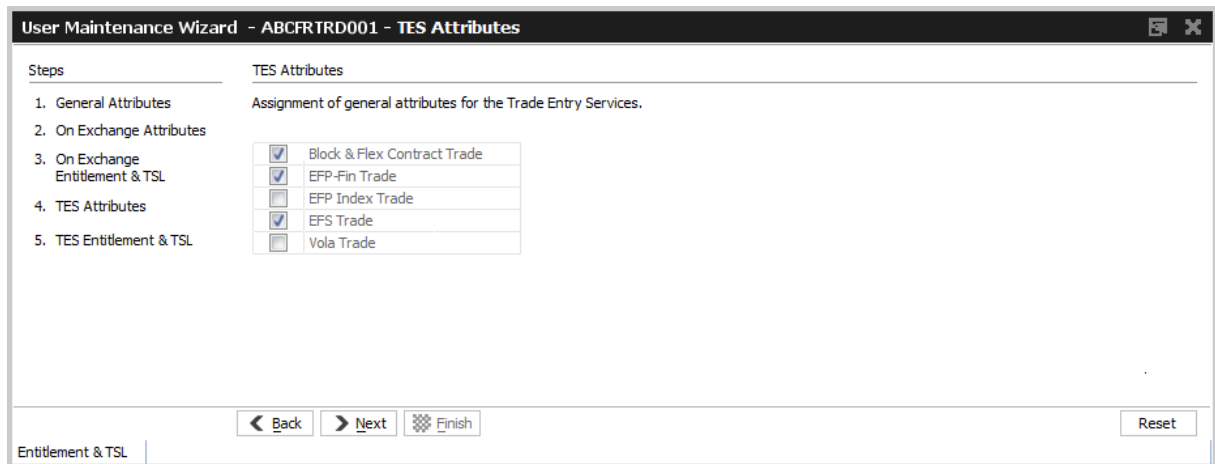 User Maintenance Wizard - ABCFRTRD001 - TES Attributes
Steps
1. General Attributes
2. On Exchange Attributes
3. On Exchange
Entitlement & TSL
4. TES Attributes
5. TES Entitlement & TSL
TES Attributes
Assignment of general attributes for the Trade Entry Services.
Block & Flex Contract Trade
EFP-Fin Trade
EFP Index Trade
EFS Trade
Vola Trade
Back
Next
Finish
Reset
Entitlement & TSL